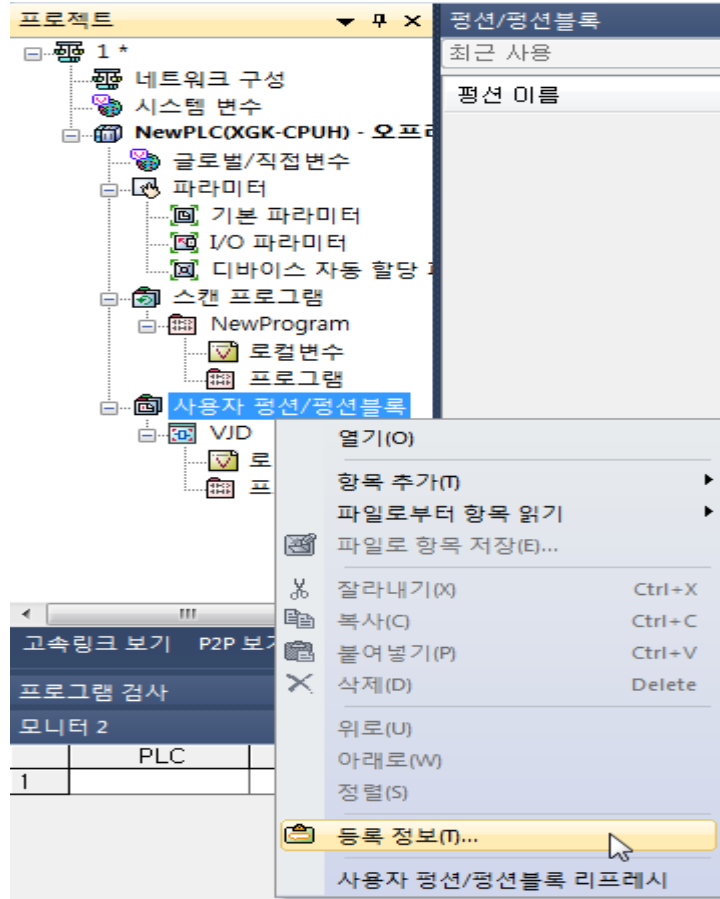 프로젝트
1 *
네트워크 구성
시스템 변수
NewPLC(XGK-CPUH) - 오프
글로벌/직접변수
파라미터
기본 파라미터
I/O 파라미터
디바이스 자동 할당
스캔 프로그램
NewProgram
로컬변수
프로그램
사용자 평션/평션블록
VJD
로
프
평션/평션블록
최근 사용
평션 이름
열기(O)
항목 추가(T)
파일로부터 항목 읽기
파일로 항목 저장(E)...
잘라내기(X) Ctrl+X
복사(C) Ctrl+C
붙여넣기(P) Ctrl+V
삭제(D) Delete
위로(U)
아래로(W)
정렬(S)
등록 정보(T)...
사용자 평션/평션블록 리프레시
고속링크 보기 P2P 보기
프로그램 검사
모니터 2
PLC
1